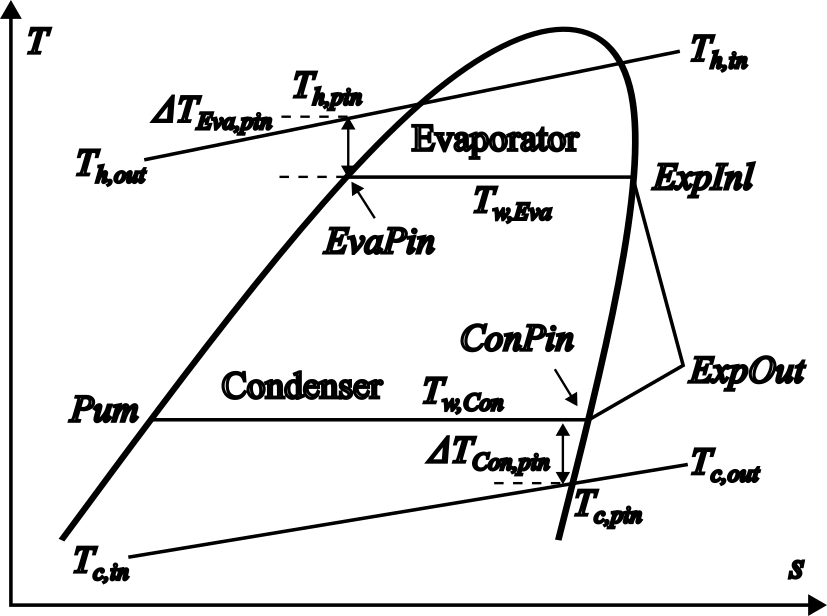 T
T_h,in
T_h,pin
ΔT_Eva,pin
Evaporator
T_h,out
ExpInl
T_w,Eva
EvaPin
ConPin
ExpOut
Condenser
T_w,Con
Pum
ΔT_Con,pin
T_c,out
T_c,pin
T_c,in
s